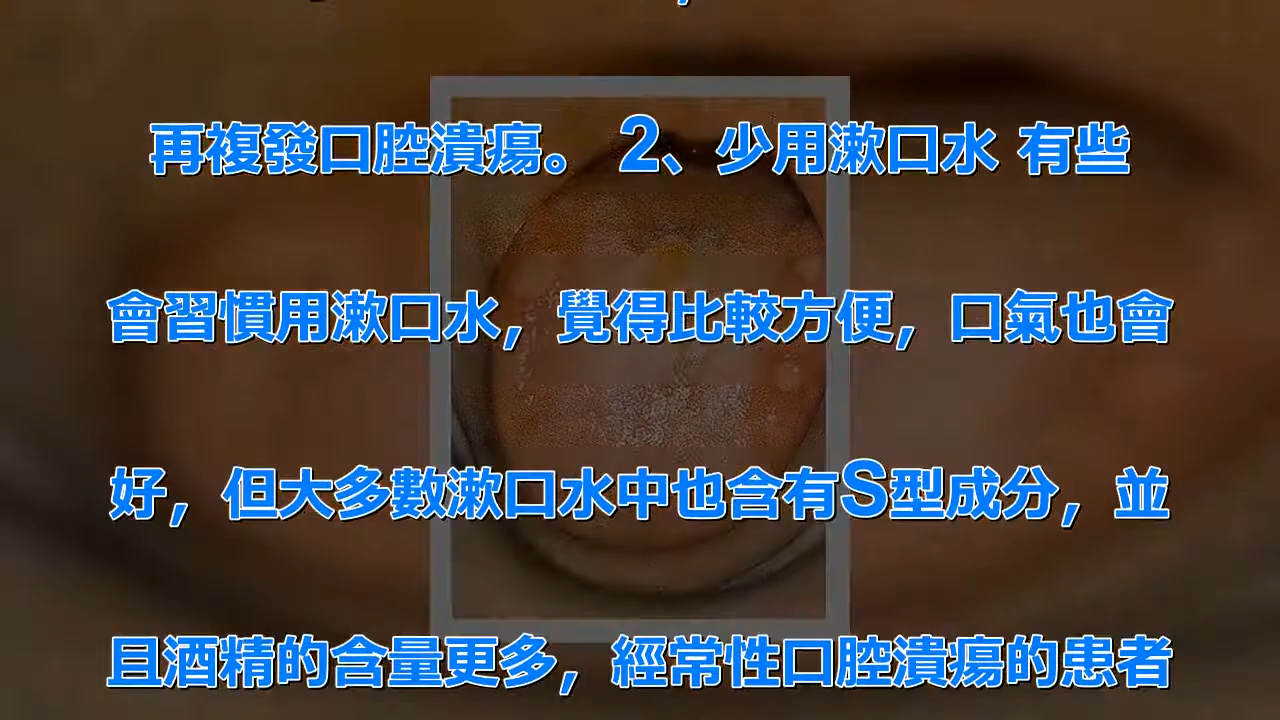 再複發口腔潰瘍。 2、少用漱口水 有些
會習慣用漱口水，覺得比較方便，口氣也會
好，但大多數漱口水中也含有S型成分，並
且酒精的含量更多，經常性口腔潰瘍的患者